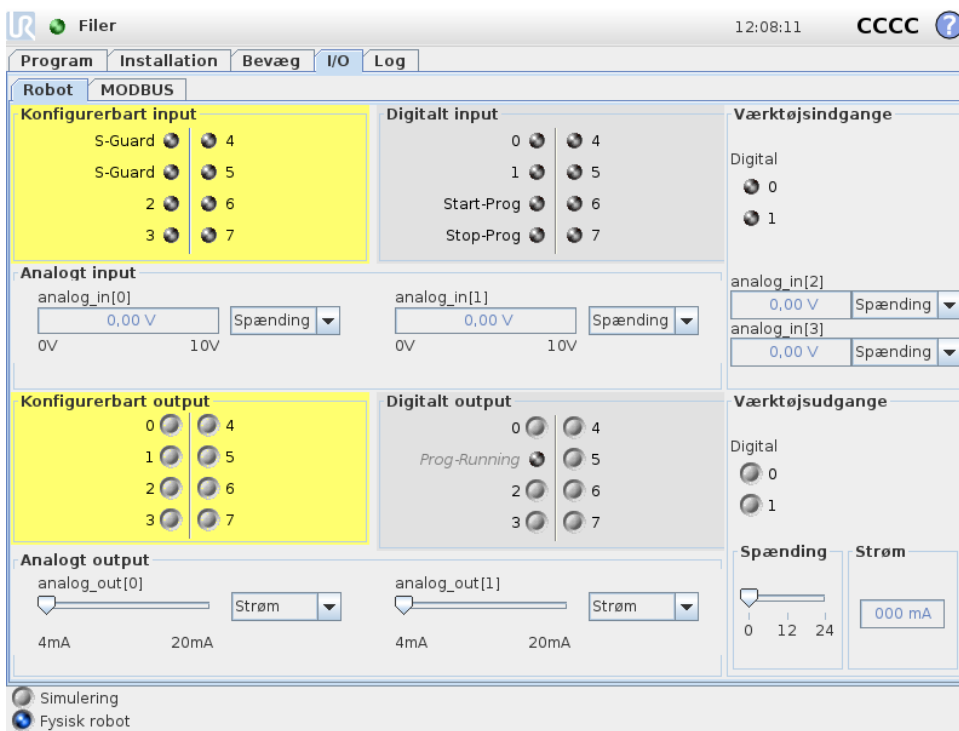 UR Filer 12:08:11 CCCC ?
Program Installation Bevæg I/O Log
Robot MODBUS
Konfigurerbart input
S-Guard 4
S-Guard 5
2 6
3 7
Digitalt input
0 4
1 5
Start-Prog 6
Stop-Prog 7
Værktøjsindgange
Digital
0
1
analog_in[2]
0,00 V Spænding
analog_in[3]
0,00 V Spænding
Analogt input
analog_in[0]
0,00 V Spænding
0V 10V
analog_in[1]
0,00 V Spænding
0V 10V
Konfigurerbart output
0 4
1 5
2 6
3 7
Digitalt output
0 4
Prog-Running 5
2 6
3 7
Værktøjsudgange
Digital
0
1
Spænding
0 12 24
Strøm
000 mA
Analogt output
analog_out[0]
Strøm
4mA 20mA
analog_out[1]
Strøm
4mA 20mA
Simulering
Fysisk robot